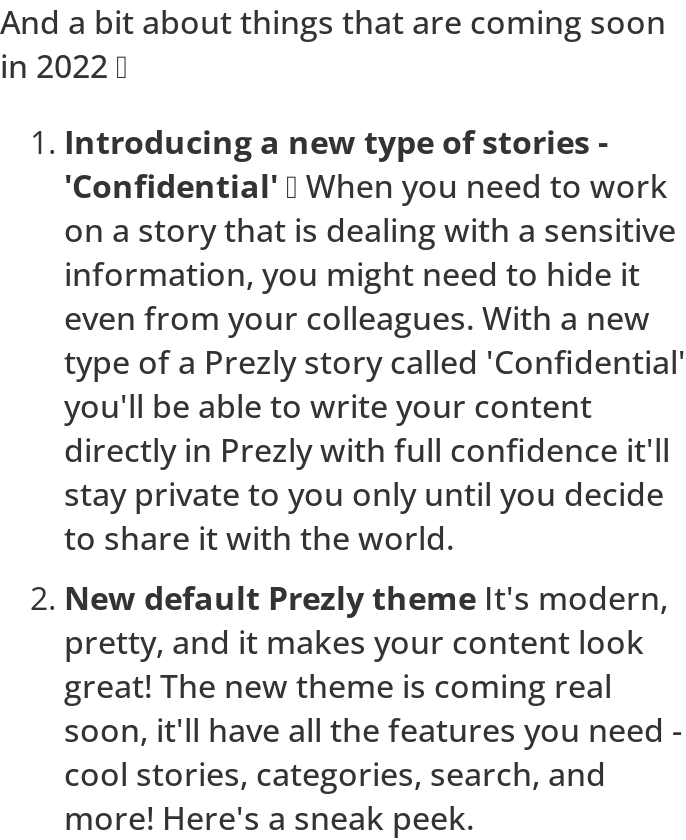 And a bit about things that are coming soon
in 2022
1. Introducing a new type of stories -
'Confidential' When you need to work
on a story that is dealing with a sensitive
information, you might need to hide it
even from your colleagues. With a new
type of a Prezly story called 'Confidential'
you'll be able to write your content
directly in Prezly with full confidence it'll
stay private to you only until you decide
to share it with the world.
2. New default Prezly theme It's modern,
pretty, and it makes your content look
great! The new theme is coming real
soon, it'll have all the features you need -
cool stories, categories, search, and
more! Here's a sneak peek.